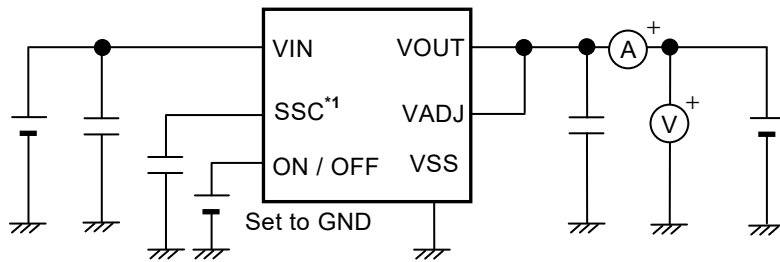 VIN
VOUT
A
+
SSC*1
VADJ
V
+
ON / OFF
VSS
Set to GND